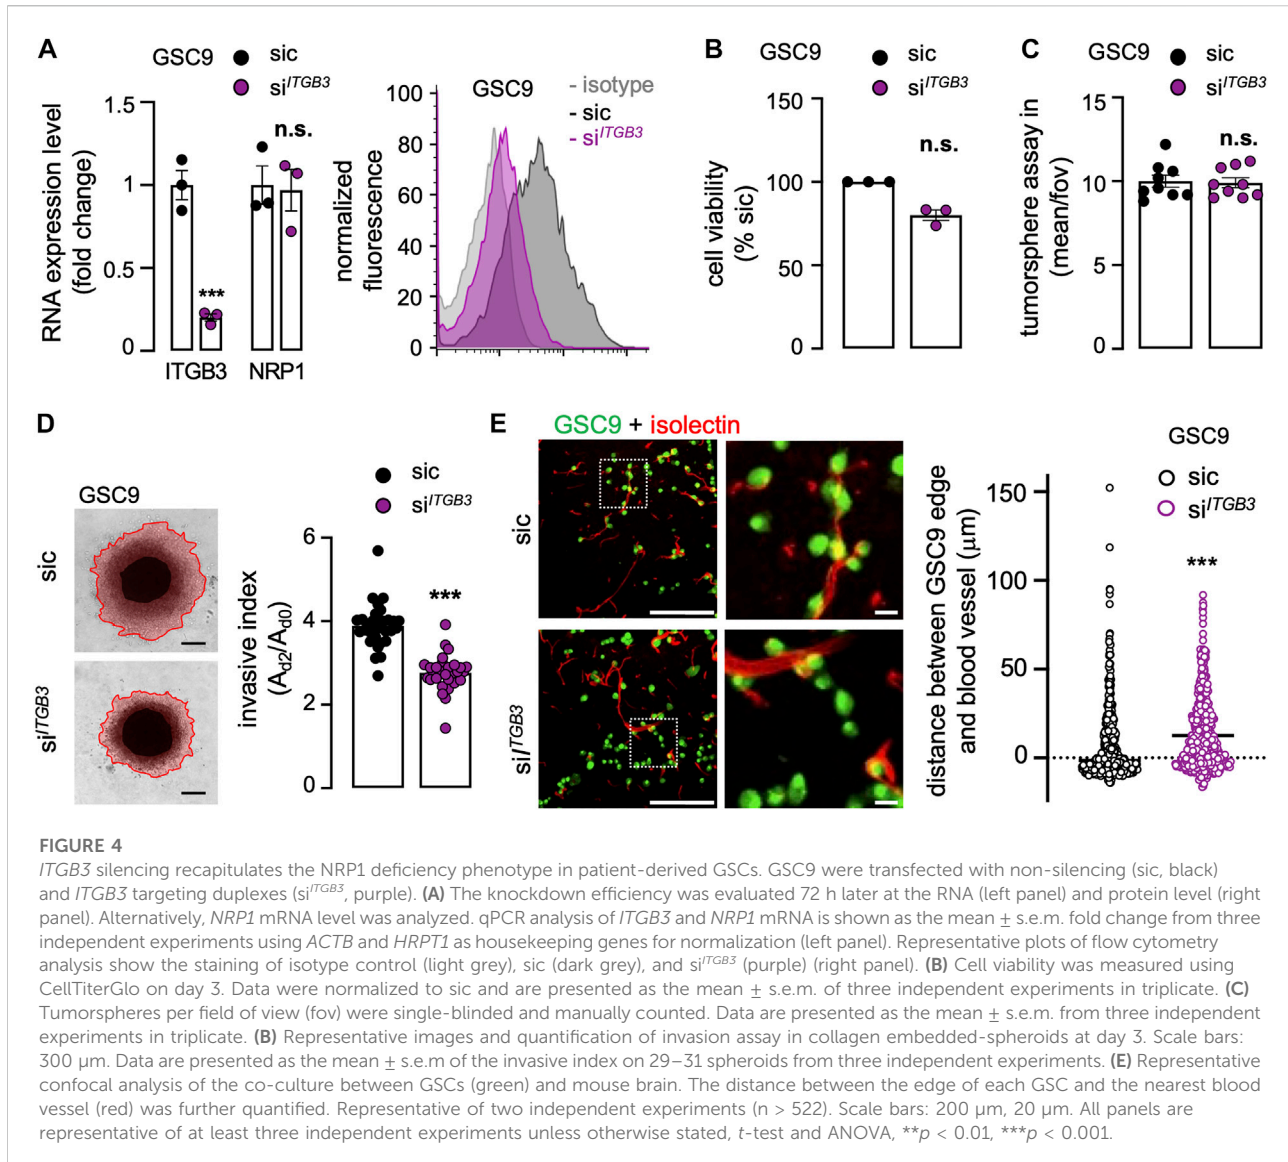 A
GSC9
sic
si^ITGB3
RNA expression level
(fold change)
1.5
1
0.5
0
***
n.s.
ITGB3 NRP1
normalized
fluorescence
100
80
60
40
20
0
GSC9
- isotype
- sic
- si^ITGB3
B
GSC9
sic
si^ITGB3
cell viability
(% sic)
150
100
50
0
n.s.
C
GSC9
sic
si^ITGB3
tumorsphere assay in
(mean/fov)
15
10
5
0
n.s.
D
GSC9
sic
si^ITGB3
sic
si^ITGB3
invasive index
(A_d2/A_d0)
6
4
2
0
***
E
GSC9 + isolectin
sic
si^ITGB3
GSC9
sic
si^ITGB3
distance between GSC9 edge
and blood vessel (μm)
150
100
50
0
***
FIGURE 4
ITGB3 silencing recapitulates the NRP1 deficiency phenotype in patient-derived GSCs. GSC9 were transfected with non-silencing (sic, black)
and ITGB3 targeting duplexes (si^ITGB3, purple). (A) The knockdown efficiency was evaluated 72 h later at the RNA (left panel) and protein level (right
panel). Alternatively, NRP1 mRNA level was analyzed. qPCR analysis of ITGB3 and NRP1 mRNA is shown as the mean ± s.e.m. fold change from three
independent experiments using ACTB and HRPT1 as housekeeping genes for normalization (left panel). Representative plots of flow cytometry
analysis show the staining of isotype control (light grey), sic (dark grey), and si^ITGB3 (purple) (right panel). (B) Cell viability was measured using
CellTiterGlo on day 3. Data were normalized to sic and are presented as the mean ± s.e.m. of three independent experiments in triplicate. (C)
Tumorspheres per field of view (fov) were single-blinded and manually counted. Data are presented as the mean ± s.e.m. from three independent
experiments in triplicate. (B) Representative images and quantification of invasion assay in collagen embedded-spheroids at day 3. Scale bars:
300 μm. Data are presented as the mean ± s.e.m of the invasive index on 29–31 spheroids from three independent experiments. (E) Representative
confocal analysis of the co-culture between GSCs (green) and mouse brain. The distance between the edge of each GSC and the nearest blood
vessel (red) was further quantified. Representative of two independent experiments (n > 522). Scale bars: 200 μm, 20 μm. All panels are
representative of at least three independent experiments unless otherwise stated, t-test and ANOVA, **p < 0.01, ***p < 0.001.